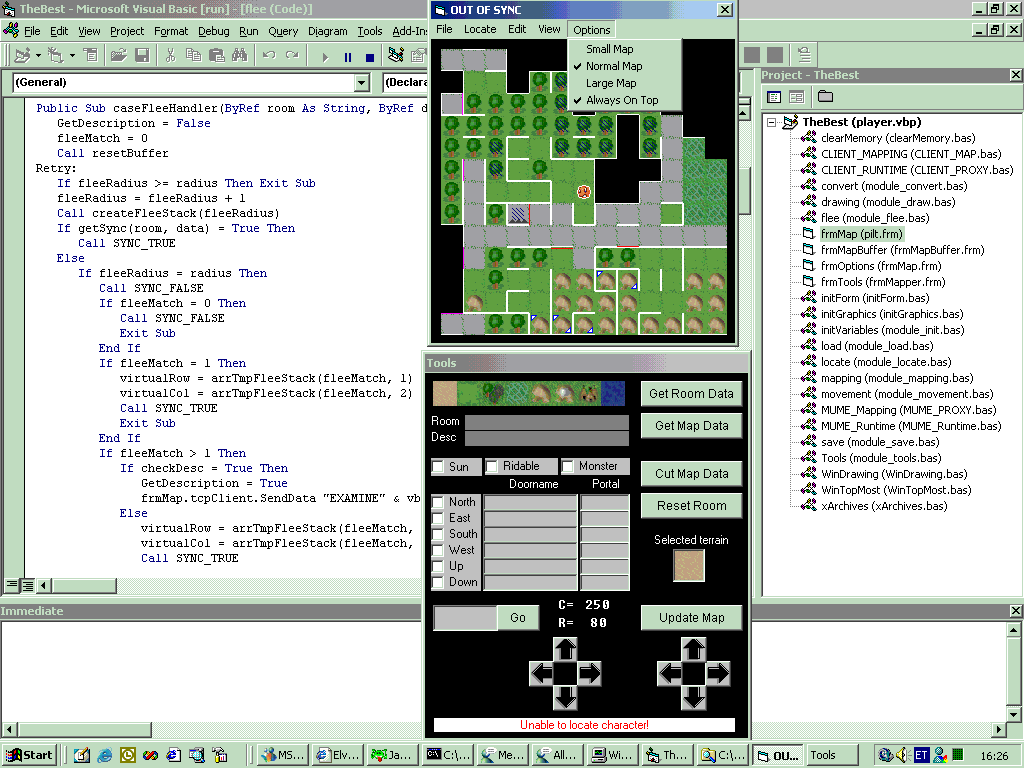 TheBest - Microsoft Visual Basic [run] - [flee (Code)]
File Edit View Project Format Debug Run Query Diagram Tools Add-Ins
(General)
(Declara
Public Sub caseFleeHandler(ByRef room As String, ByRef d
GetDescription = False
fleeMatch = 0
Call resetBuffer
Retry:
If fleeRadius >= radius Then Exit Sub
fleeRadius = fleeRadius + 1
Call createFleeStack(fleeRadius)
If getSync(room, data) = True Then
Call SYNC_TRUE
Else
If fleeRadius = radius Then
Call SYNC_FALSE
If fleeMatch = 0 Then
Call SYNC_FALSE
Exit Sub
End If
If fleeMatch = 1 Then
virtualRow = arrTmpFleeStack(fleeMatch, 1)
virtualCol = arrTmpFleeStack(fleeMatch, 2)
Call SYNC_TRUE
Exit Sub
End If
If fleeMatch > 1 Then
If checkDesc = True Then
GetDescription = True
frmMap.tcpClient.SendData "EXAMINE" & vb
Else
virtualRow = arrTmpFleeStack(fleeMatch,
virtualCol = arrTmpFleeStack(fleeMatch,
Call SYNC_TRUE
Immediate
OUT OF SYNC
File Locate Edit View Options
Small Map
Normal Map
Large Map
Always On Top
Tools
Get Room Data
Room
Desc
Get Map Data
Sun Ridable Monster
Cut Map Data
Doorname Portal
North
Reset Room
East
South
Selected terrain
West
Up
Down
Go
C= 250
R= 80
Update Map
Unable to locate character!
Project - TheBest
TheBest (player.vbp)
clearMemory (clearMemory.bas)
CLIENT_MAPPING (CLIENT_MAP.bas)
CLIENT_RUNTIME (CLIENT_PROXY.bas)
convert (module_convert.bas)
drawing (module_draw.bas)
flee (module_flee.bas)
frmMap (pilt.frm)
frmMapBuffer (frmMapBuffer.frm)
frmOptions (frmMap.frm)
frmTools (frmMapper.frm)
initForm (initForm.bas)
initGraphics (initGraphics.bas)
initVariables (module_init.bas)
load (module_load.bas)
locate (module_locate.bas)
mapping (module_mapping.bas)
movement (module_movement.bas)
MUME_Mapping (MUME_PROXY.bas)
MUME_Runtime (MUME_Runtime.bas)
save (module_save.bas)
Tools (module_tools.bas)
WinDrawing (WinDrawing.bas)
WinTopMost (WinTopMost.bas)
xArchives (xArchives.bas)
Start
MS...
Elv...
Ja...
C:\...
Me...
All...
Wi...
Th...
C:\...
OU...
Tools
ET
16:26